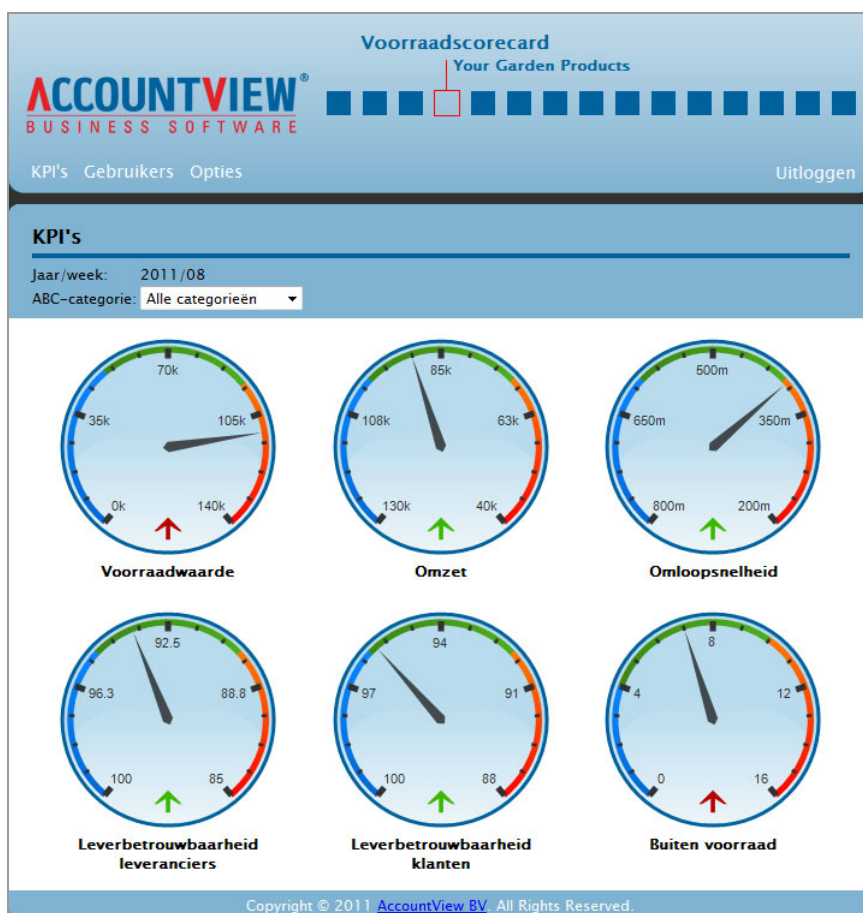 Voorraadscorecard
Your Garden Products
ACCOUNTVIEW®
BUSINESS SOFTWARE
KPI's Gebruikers Opties Uitloggen
KPI's
Jaar/week: 2011/08
ABC-categorie: Alle categorieën
70k
35k 105k
0k 140k
Voorraadwaarde
85k
108k 63k
130k 40k
Omzet
500m
650m 350m
800m 200m
Omloopsnelheid
92.5
96.3 88.8
100 85
Leverbetrouwbaarheid
leveranciers
94
97 91
100 88
Leverbetrouwbaarheid
klanten
8
4 12
0 16
Buiten voorraad
Copyright © 2011 AccountView BV. All Rights Reserved.